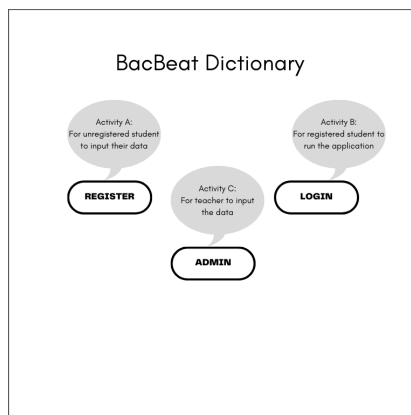 BacBeat Dictionary
Activity A:
For unregistered student
to input their data
REGISTER
Activity B:
For registered student to
run the application
LOGIN
Activity C:
For teacher to input
the data
ADMIN